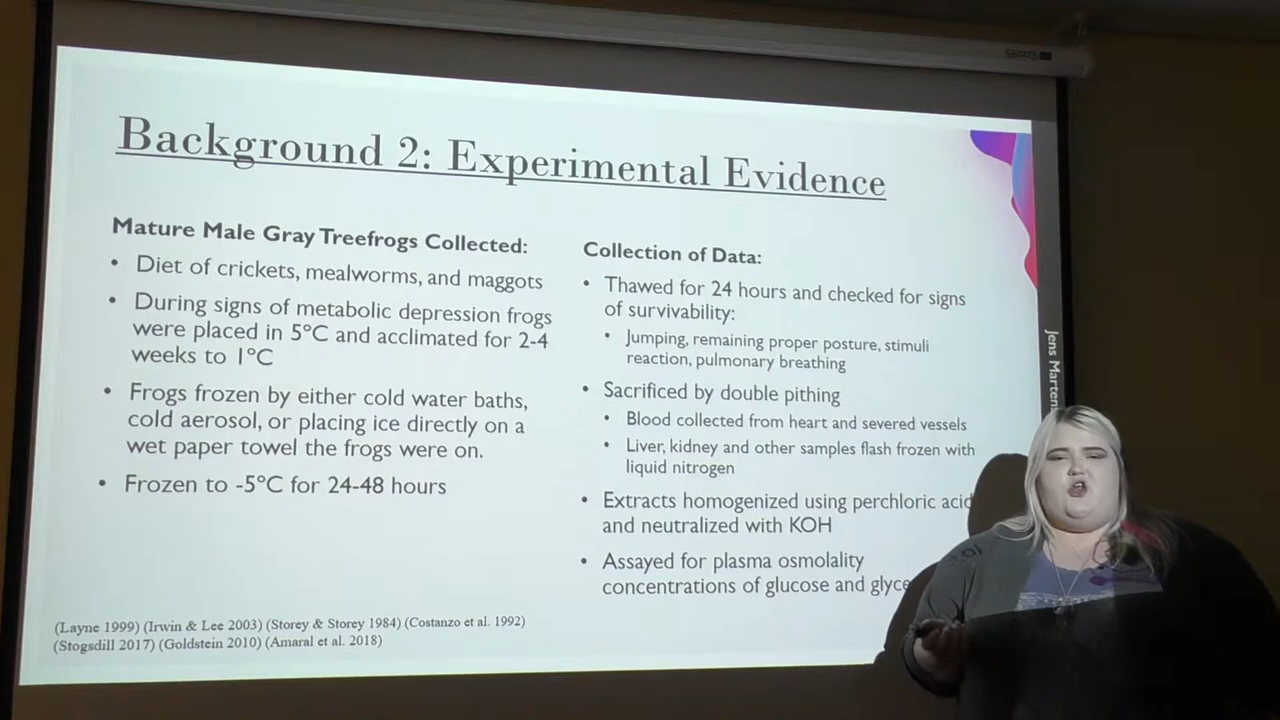 Background 2: Experimental Evidence
Mature Male Gray Treefrogs Collected:
• Diet of crickets, mealworms, and maggots
• During signs of metabolic depression frogs
were placed in 5°C and acclimated for 2-4
weeks to 1°C
• Frogs frozen by either cold water baths,
cold aerosol, or placing ice directly on a
wet paper towel the frogs were on.
• Frozen to -5°C for 24-48 hours
(Layne 1999) (Irwin & Lee 2003) (Storey & Storey 1984) (Costanzo et al. 1992)
(Stogsdill 2017) (Goldstein 2010) (Amaral et al. 2018)
Collection of Data:
• Thawed for 24 hours and checked for signs
of survivability:
• Jumping, remaining proper posture, stimuli
reaction, pulmonary breathing
• Sacrificed by double pithing
• Blood collected from heart and severed vessels
• Liver, kidney and other samples flash frozen with
liquid nitrogen
• Extracts homogenized using perchloric acid
and neutralized with KOH
• Assayed for plasma osmolality
concentrations of glucose and
Jens